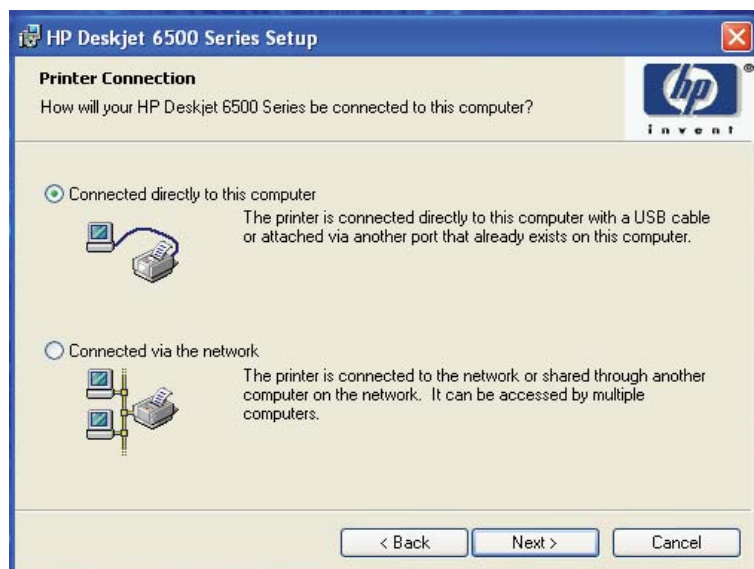 HP Deskjet 6500 Series Setup
Printer Connection
How will your HP Deskjet 6500 Series be connected to this computer?
hp
®
invent
Connected directly to this computer
The printer is connected directly to this computer with a USB cable
or attached via another port that already exists on this computer.
Connected via the network
The printer is connected to the network or shared through another
computer on the network. It can be accessed by multiple
computers.
< Back
Next >
Cancel